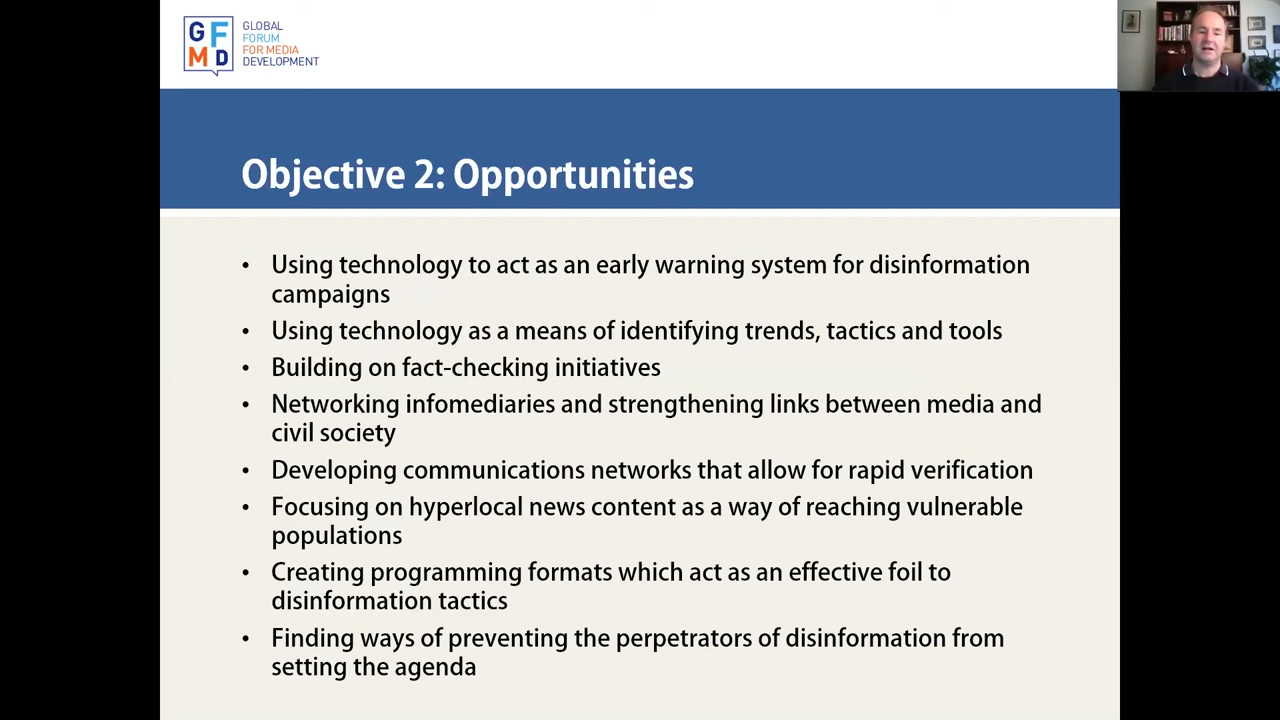 GLOBAL
FORUM
FOR MEDIA
DEVELOPMENT
GF
MD
Objective 2: Opportunities
• Using technology to act as an early warning system for disinformation
campaigns
• Using technology as a means of identifying trends, tactics and tools
• Building on fact-checking initiatives
• Networking infomediaries and strengthening links between media and
civil society
• Developing communications networks that allow for rapid verification
• Focusing on hyperlocal news content as a way of reaching vulnerable
populations
• Creating programming formats which act as an effective foil to
disinformation tactics
• Finding ways of preventing the perpetrators of disinformation from
setting the agenda